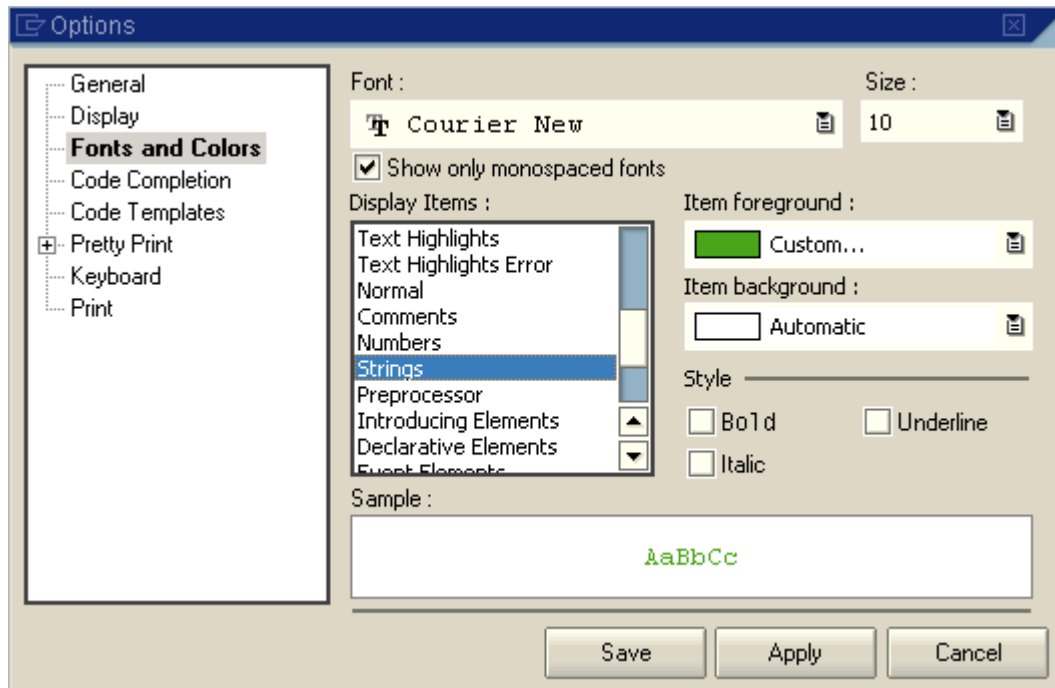 Options
General
Display
Fonts and Colors
Code Completion
Code Templates
Pretty Print
Keyboard
Print
Font :
Courier New
Size :
10
Show only monospaced fonts
Display Items :
Text Highlights
Text Highlights Error
Normal
Comments
Numbers
Strings
Preprocessor
Introducing Elements
Declarative Elements
Event Elements
Item foreground :
Custom...
Item background :
Automatic
Style
Bold
Underline
Italic
Sample :
AaBbCc
Save
Apply
Cancel